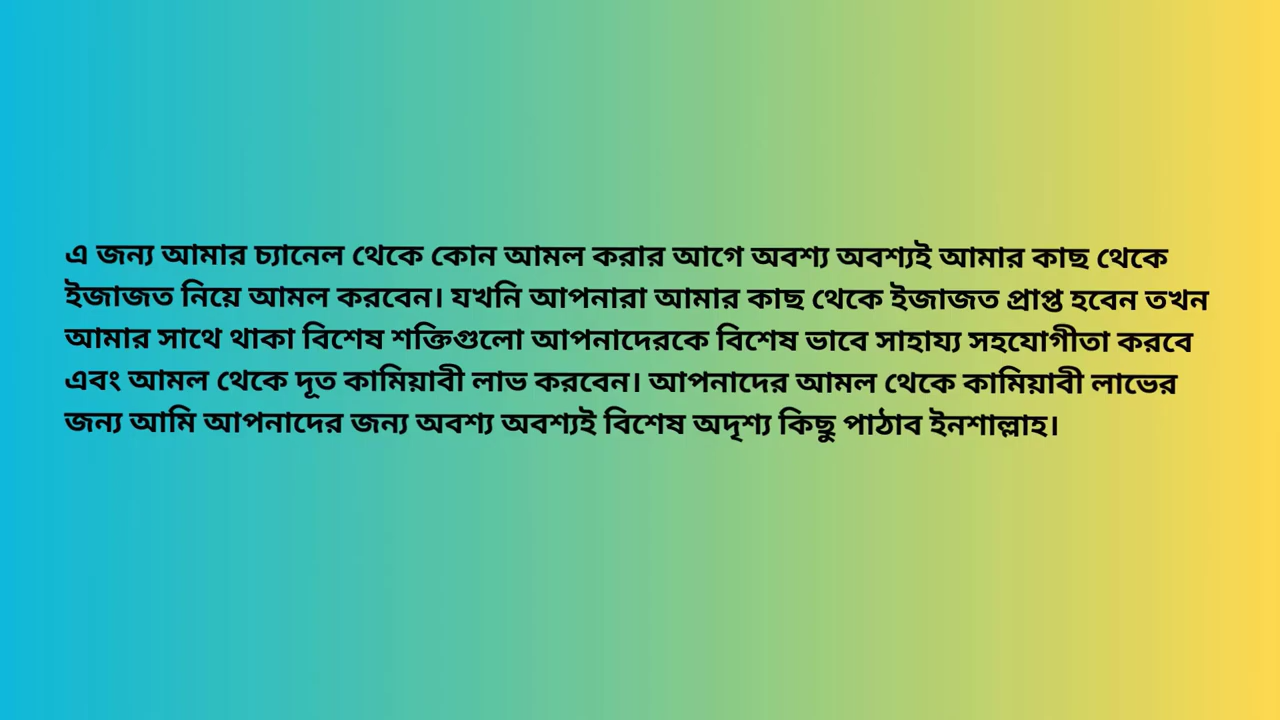 এ জন্য আমার চ্যানেল থেকে কোন আমল করার আগে অবশ্য অবশ্যই আমার কাছ থেকে
ইজাজত নিয়ে আমল করবেন। যখনি আপনারা আমার কাছ থেকে ইজাজত প্রাপ্ত হবেন তখন
আমার সাথে থাকা বিশেষ শক্তিগুলো আপনাদেরকে বিশেষ ভাবে সাহায্য সহযোগীতা করবে
এবং আমল থেকে দূত কামিয়াবী লাভ করবেন। আপনাদের আমল থেকে কামিয়াবী লাভের
জন্য আমি আপনাদের জন্য অবশ্য অবশ্যই বিশেষ অদৃশ্য কিছু পাঠাব ইনশাল্লাহ।